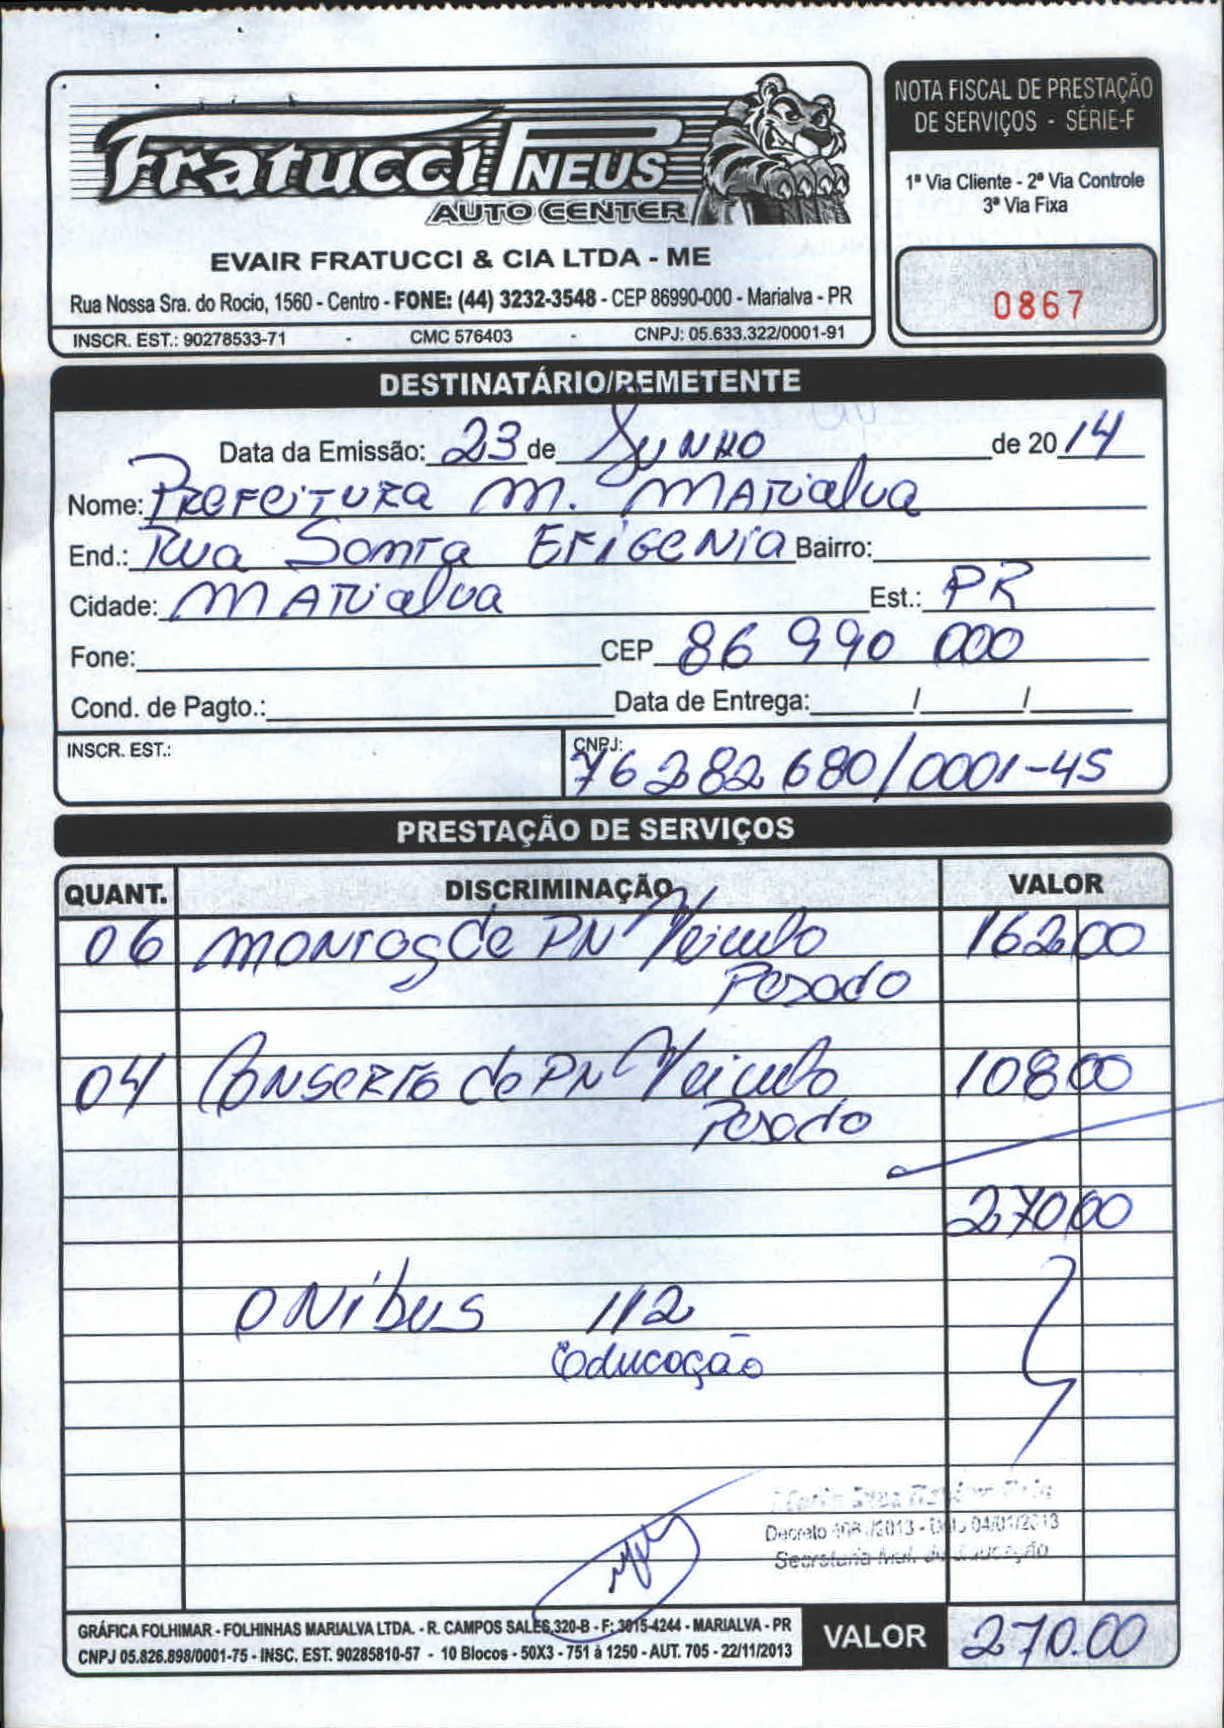 Fratucci PNEUS
AUTO CENTER
EVAIR FRATUCCI & CIA LTDA - ME
Rua Nossa Sra. do Rocio, 1560 - Centro - FONE: (44) 3232-3548 - CEP 86990-000 - Marialva - PR
INSCR. EST.: 90278533-71 - CMC 576403 - CNPJ: 05.633.322/0001-91
NOTA FISCAL DE PRESTAÇÃO
DE SERVIÇOS - SÉRIE-F
1ª Via Cliente - 2ª Via Controle
3ª Via Fixa
0867
DESTINATÁRIO/REMETENTE
Data da Emissão: 23 de Junho de 2014
Nome: Prefeitura M. Marialva
End.: Rua Santa Efigenia Bairro:
Cidade: Marialva Est.: PR
Fone: CEP 86 990 000
Cond. de Pagto.: Data de Entrega: / /
INSCR. EST.: CNPJ: 76 282 680/0001-45
PRESTAÇÃO DE SERVIÇOS
QUANT. DISCRIMINAÇÃO VALOR
06 Montag de PN Veiculo 162,00
Pesado
04 Conserto de PN Veiculo 108,00
Pesado
270,00
Onibus 112
Educação
Decreto /2013 - 04/01/2013
Secretaria Mul. de Educação
GRÁFICA FOLHIMAR - FOLHINHAS MARIALVA LTDA. - R. CAMPOS SALES, 320-B - F: 3015-4244 - MARIALVA - PR
CNPJ 05.826.898/0001-75 - INSC. EST. 90285810-57 - 10 Blocos - 50X3 - 751 à 1250 - AUT. 705 - 22/11/2013
VALOR 270.00